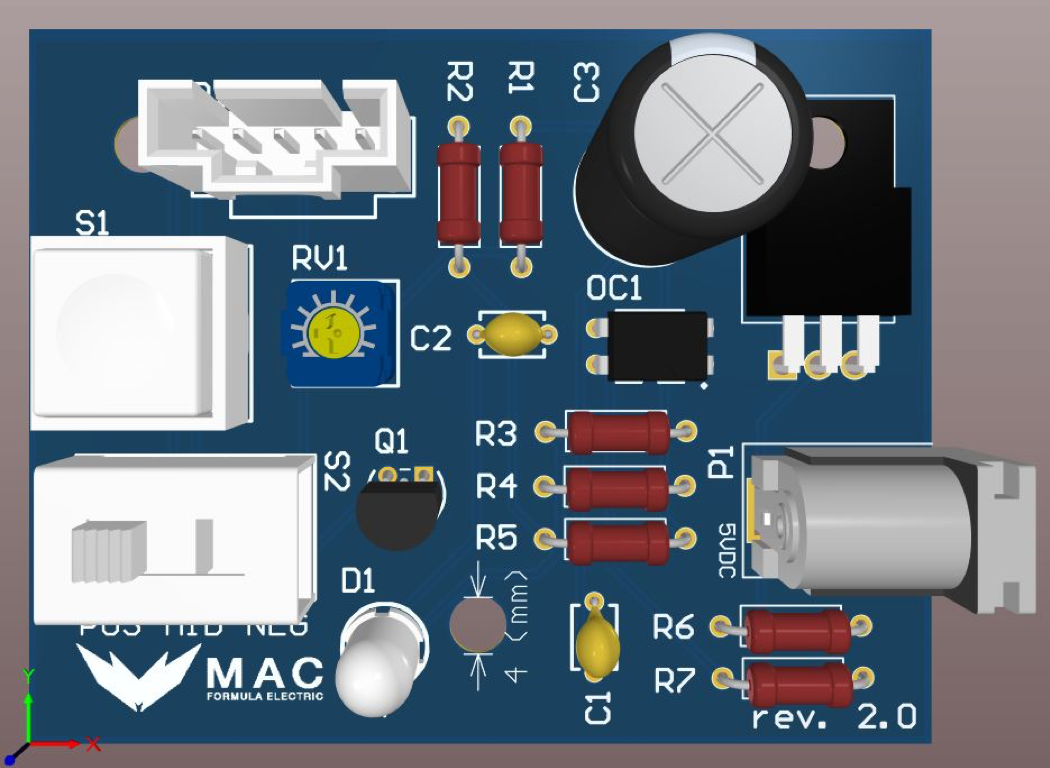 R2
R1
C3
S1
RV1
OC1
C2
Q1
R3
S2
R4
P1
R5
5VDC
D1
4 (mm)
R6
POS MID NEG
MAC
FORMULA ELECTRIC
R7
C1
rev. 2.0
Y
X